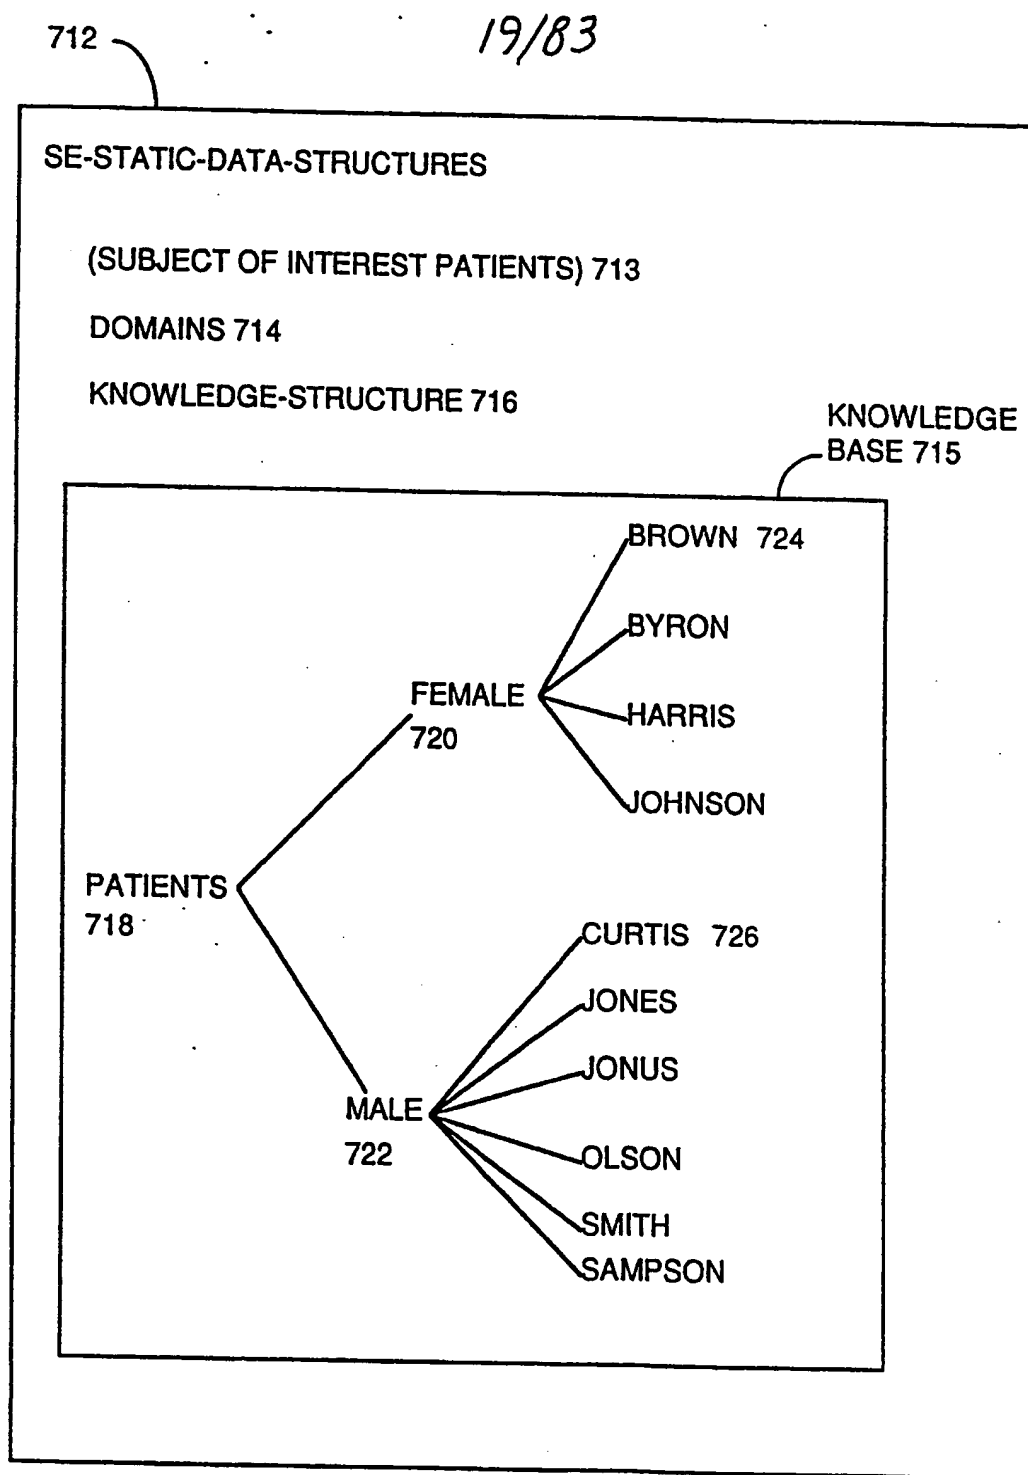 712
19/83
SE-STATIC-DATA-STRUCTURES
(SUBJECT OF INTEREST PATIENTS) 713
DOMAINS 714
KNOWLEDGE-STRUCTURE 716
KNOWLEDGE
BASE 715
BROWN 724
BYRON
FEMALE
720
HARRIS
JOHNSON
PATIENTS
718
CURTIS 726
JONES
JONUS
MALE
722
OLSON
SMITH
SAMPSON